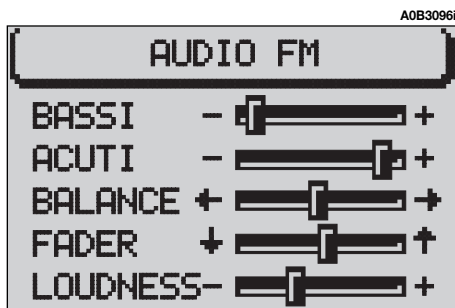 A0B3096i
AUDIO FM
BASSI - +
ACUTI - +
BALANCE ← →
FADER ↓ ↑
LOUDNESS - +